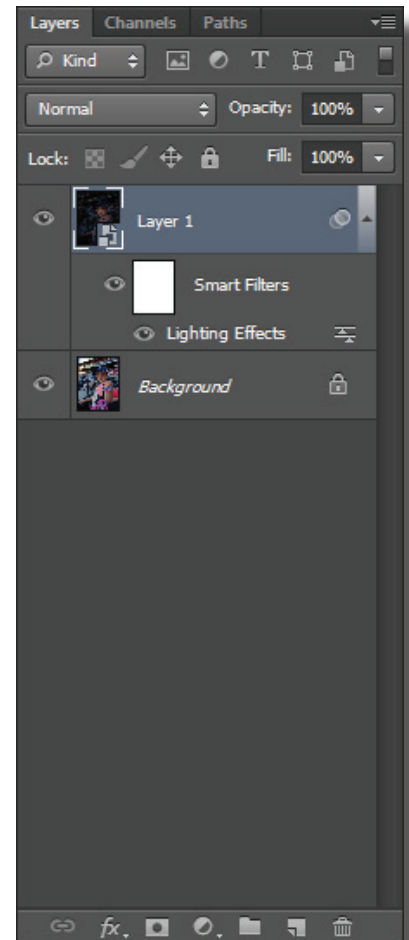 Layers Channels Paths
Kind T
Normal Opacity: 100%
Lock: Fill: 100%
Layer 1
Smart Filters
Lighting Effects
Background
fx